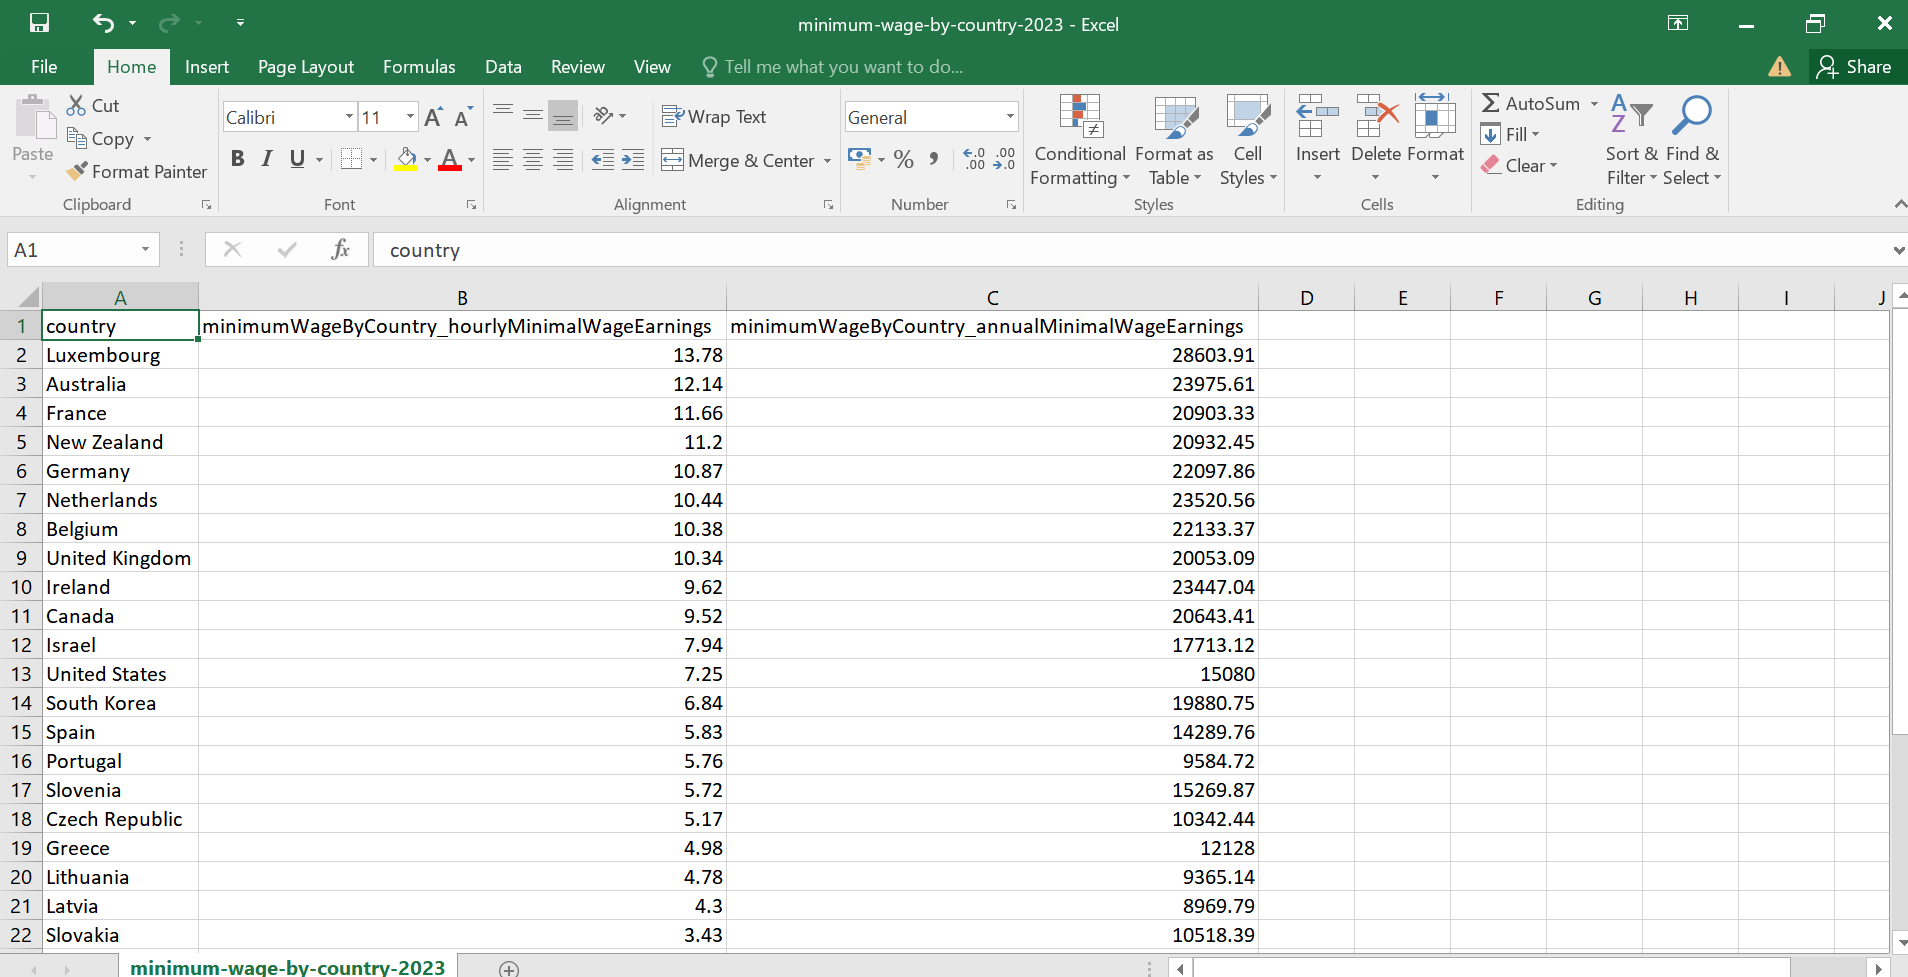 minimum-wage-by-country-2023 - Excel
File Home Insert Page Layout Formulas Data Review View Tell me what you want to do... Share
Paste Cut
Copy
Format Painter
Clipboard
Calibri 11 A A
B I U A
Font
Wrap Text
Merge & Center
Alignment
General
% , .0 .00 .00 .0
Number
Conditional Formatting
Format as Table
Cell Styles
Styles
Insert Delete Format
Cells
AutoSum
Fill
Clear
Sort & Filter
Find & Select
Editing
A1 fx country
A B C D E F G H I J
1 country minimumWageByCountry_hourlyMinimalWageEarnings minimumWageByCountry_annualMinimalWageEarnings
2 Luxembourg 13.78 28603.91
3 Australia 12.14 23975.61
4 France 11.66 20903.33
5 New Zealand 11.2 20932.45
6 Germany 10.87 22097.86
7 Netherlands 10.44 23520.56
8 Belgium 10.38 22133.37
9 United Kingdom 10.34 20053.09
10 Ireland 9.62 23447.04
11 Canada 9.52 20643.41
12 Israel 7.94 17713.12
13 United States 7.25 15080
14 South Korea 6.84 19880.75
15 Spain 5.83 14289.76
16 Portugal 5.76 9584.72
17 Slovenia 5.72 15269.87
18 Czech Republic 5.17 10342.44
19 Greece 4.98 12128
20 Lithuania 4.78 9365.14
21 Latvia 4.3 8969.79
22 Slovakia 3.43 10518.39
minimum-wage-by-country-2023